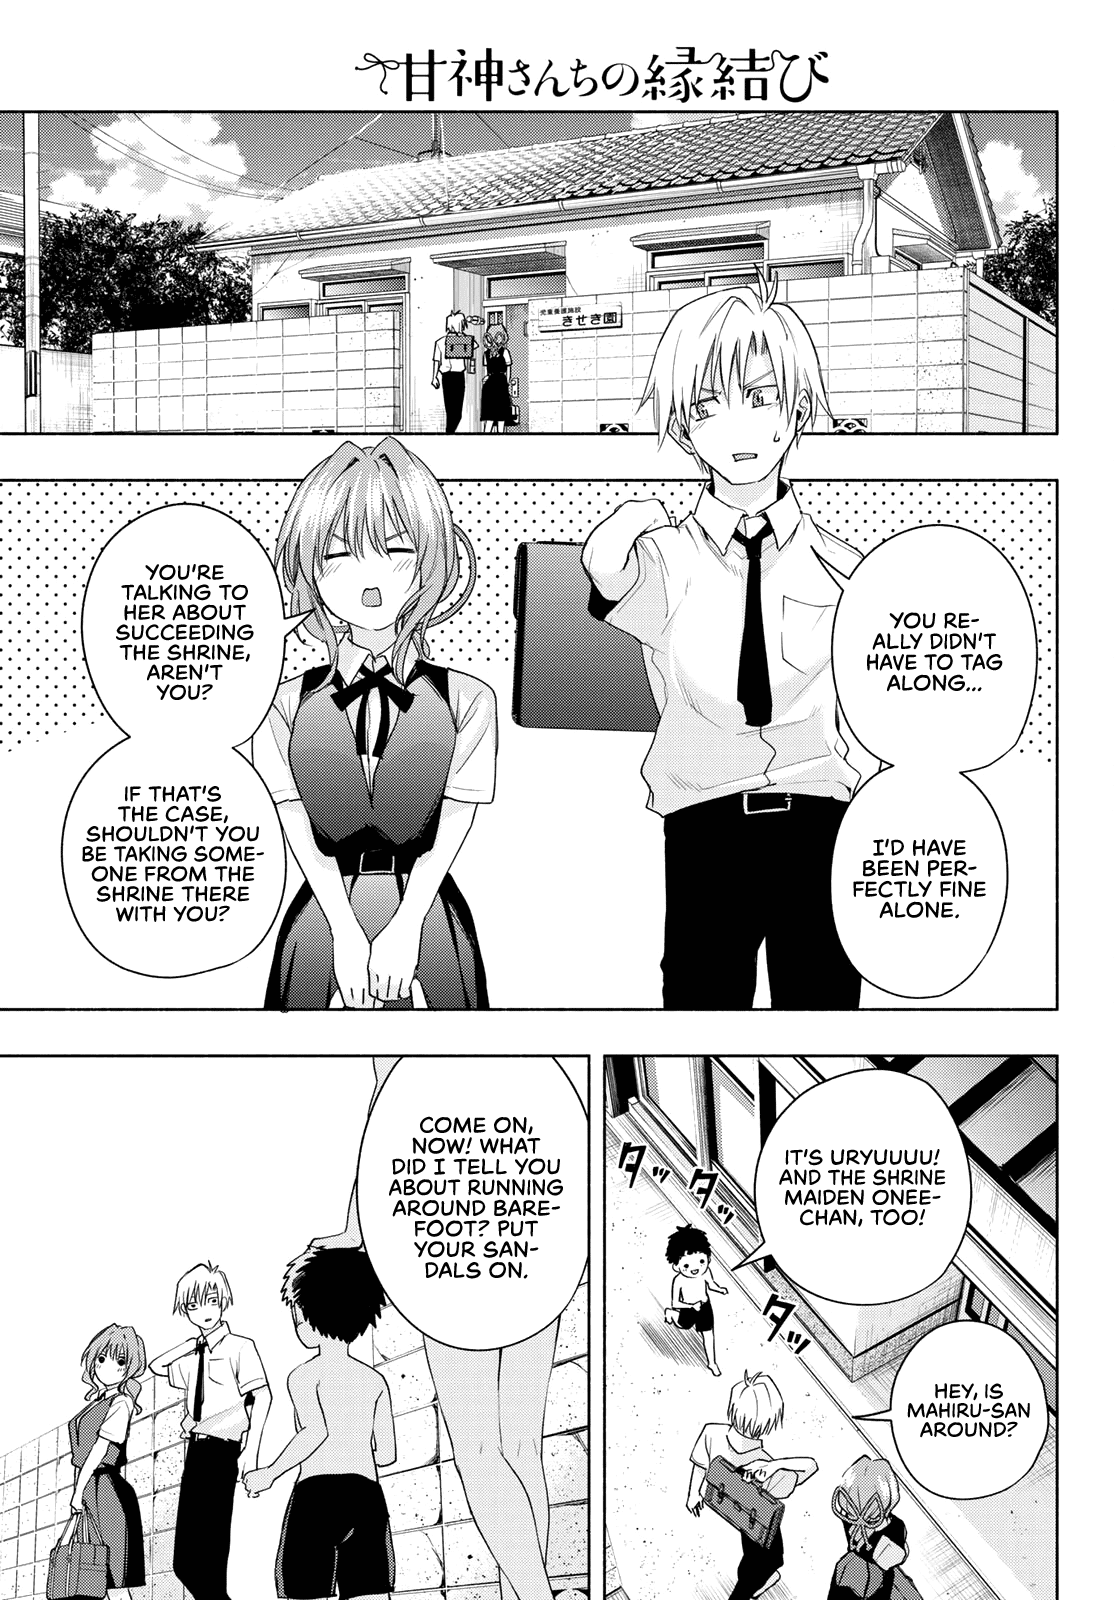 甘神さんちの縁結び
児童養護施設
きせき園
YOU RE-
ALLY DIDN'T
HAVE TO TAG
ALONG...
I'D HAVE
BEEN PER-
FECTLY FINE
ALONE.
YOU'RE
TALKING TO
HER ABOUT
SUCCEEDING
THE SHRINE,
AREN'T
YOU?
IF THAT'S
THE CASE,
SHOULDN'T YOU
BE TAKING SOME-
ONE FROM THE
SHRINE THERE
WITH YOU?
タッ
タッ
タッ
IT'S URYUUUU!
AND THE SHRINE
MAIDEN ONEE-
CHAN, TOO!
HEY, IS
MAHIRU-SAN
AROUND?
COME ON,
NOW! WHAT
DID I TELL YOU
ABOUT RUNNING
AROUND BARE-
FOOT? PUT
YOUR SAN-
DALS ON.